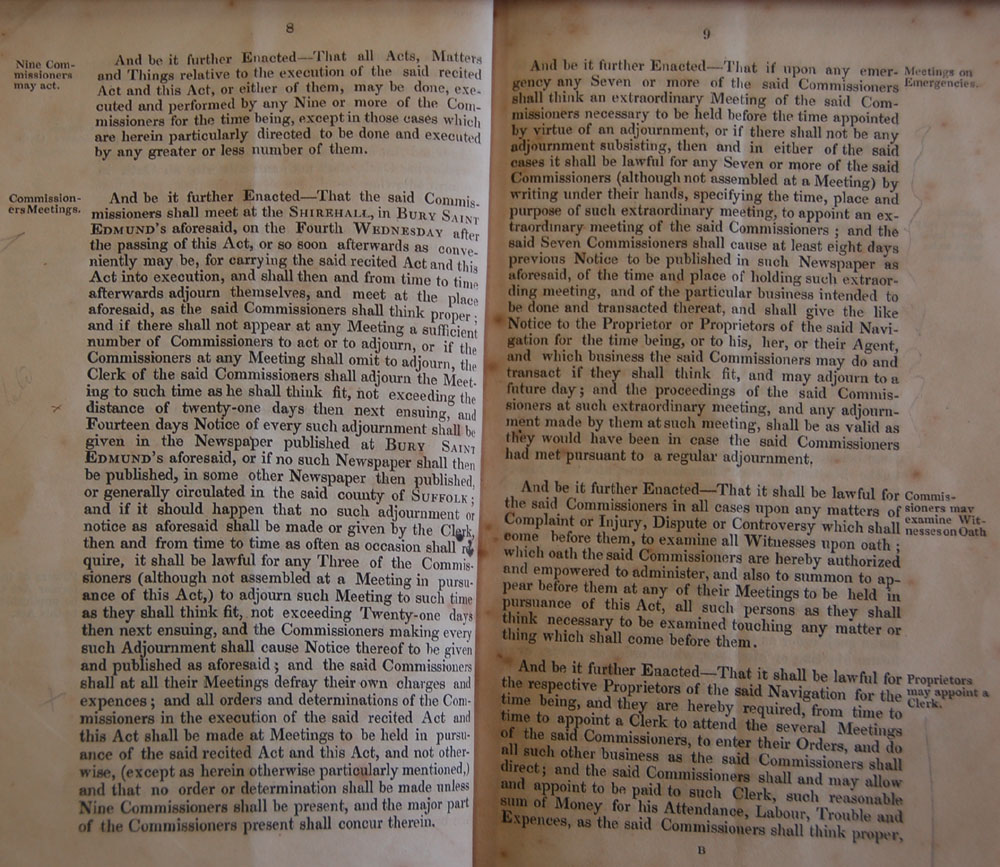 8
Nine Com-
missioners
may act.
And be it further Enacted—That all Acts, Matters
and Things relative to the execution of the said recited
Act and this Act, or either of them, may be done, exe-
cuted and performed by any Nine or more of the Com-
missioners for the time being, except in those cases which
are herein particularly directed to be done and executed
by any greater or less number of them.
Commission-
ers Meetings.
And be it further Enacted—That the said Commis-
missioners shall meet at the SHIREHALL, in BURY SAINT
EDMUND'S aforesaid, on the Fourth WEDNESDAY after
the passing of this Act, or so soon afterwards as conve-
niently may be, for carrying the said recited Act and this
Act into execution, and shall then and from time to time
afterwards adjourn themselves, and meet at the place
aforesaid, as the said Commissioners shall think proper;
and if there shall not appear at any Meeting a sufficient
number of Commissioners to act or to adjourn, or if the
Commissioners at any Meeting shall omit to adjourn, the
Clerk of the said Commissioners shall adjourn the Meet-
ing to such time as he shall think fit, not exceeding the
distance of twenty-one days then next ensuing, and
Fourteen days Notice of every such adjournment shall be
given in the Newspaper published at BURY SAINT
EDMUND'S aforesaid, or if no such Newspaper shall then
be published, in some other Newspaper then published,
or generally circulated in the said county of SUFFOLK;
and if it should happen that no such adjournment or
notice as aforesaid shall be made or given by the Clerk,
then and from time to time as often as occasion shall re
quire, it shall be lawful for any Three of the Commis-
sioners (although not assembled at a Meeting in pursu-
ance of this Act,) to adjourn such Meeting to such time
as they shall think fit, not exceeding Twenty-one days
then next ensuing, and the Commissioners making every
such Adjournment shall cause Notice thereof to be given
and published as aforesaid; and the said Commissioners
shall at all their Meetings defray their own charges and
expences; and all orders and determinations of the Com-
missioners in the execution of the said recited Act and
this Act shall be made at Meetings to be held in pursu-
ance of the said recited Act and this Act, and not other-
wise, (except as herein otherwise particularly mentioned,)
and that no order or determination shall be made unless
Nine Commissioners shall be present, and the major part
of the Commissioners present shall concur therein.
9
And be it further Enacted—That if upon any emer-
gency any Seven or more of the said Commissioners
shall think an extraordinary Meeting of the said Com-
missioners necessary to be held before the time appointed
by virtue of an adjournment, or if there shall not be any
adjournment subsisting, then and in either of the said
cases it shall be lawful for any Seven or more of the said
Commissioners (although not assembled at a Meeting) by
writing under their hands, specifying the time, place and
purpose of such extraordinary meeting, to appoint an ex-
traordinary meeting of the said Commissioners; and the
said Seven Commissioners shall cause at least eight days
previous Notice to be published in such Newspaper as
aforesaid, of the time and place of holding such extraor-
ding meeting, and of the particular business intended to
be done and transacted thereat, and shall give the like
Notice to the Proprietor or Proprietors of the said Navi-
gation for the time being, or to his, her, or their Agent,
and which business the said Commissioners may do and
transact if they shall think fit, and may adjourn to a
future day; and the proceedings of the said Commis-
sioners at such extraordinary meeting, and any adjourn-
ment made by them at such meeting, shall be as valid as
they would have been in case the said Commissioners
had met pursuant to a regular adjournment.
Meetings on
Emergencies.
And be it further Enacted—That it shall be lawful for
the said Commissioners in all cases upon any matters of
Complaint or Injury, Dispute or Controversy which shall
come before them, to examine all Witnesses upon oath;
which oath the said Commissioners are hereby authorized
and empowered to administer, and also to summon to ap-
pear before them at any of their Meetings to be held in
pursuance of this Act, all such persons as they shall
think necessary to be examined touching any matter or
thing which shall come before them.
Commis-
sioners may
examine Wit-
nesses on Oath
And be it further Enacted—That it shall be lawful for
the respective Proprietors of the said Navigation for the
time being, and they are hereby required, from time to
time to appoint a Clerk to attend the several Meetings
of the said Commissioners, to enter their Orders, and do
all such other business as the said Commissioners shall
direct; and the said Commissioners shall and may allow
and appoint to be paid to such Clerk, such reasonable
sum of Money for his Attendance, Labour, Trouble and
Expences, as the said Commissioners shall think proper,
Proprietors
may appoint a
Clerk.
B